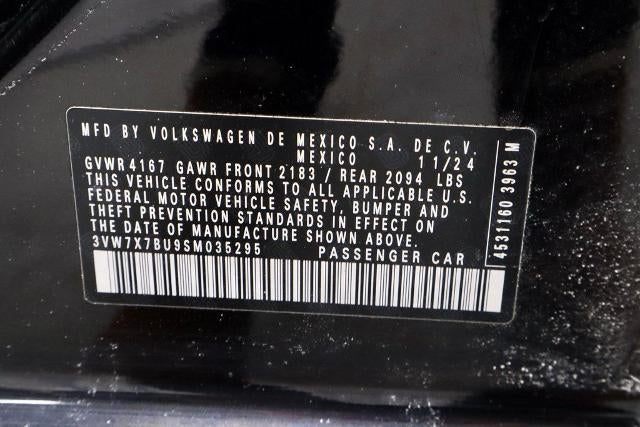 MFD BY VOLKSWAGEN DE MEXICO S.A. DE C.V.
MEXICO 11/24
GVWR 4167 GAWR FRONT 2183 / REAR 2094 LBS
THIS VEHICLE CONFORMS TO ALL APPLICABLE U.S.
FEDERAL MOTOR VEHICLE SAFETY, BUMPER AND
THEFT PREVENTION STANDARDS IN EFFECT ON
THE DATE OF MANUFACTURE SHOWN ABOVE.
3VW7X7BU9SM035295 PASSENGER CAR
4531160 3963 M